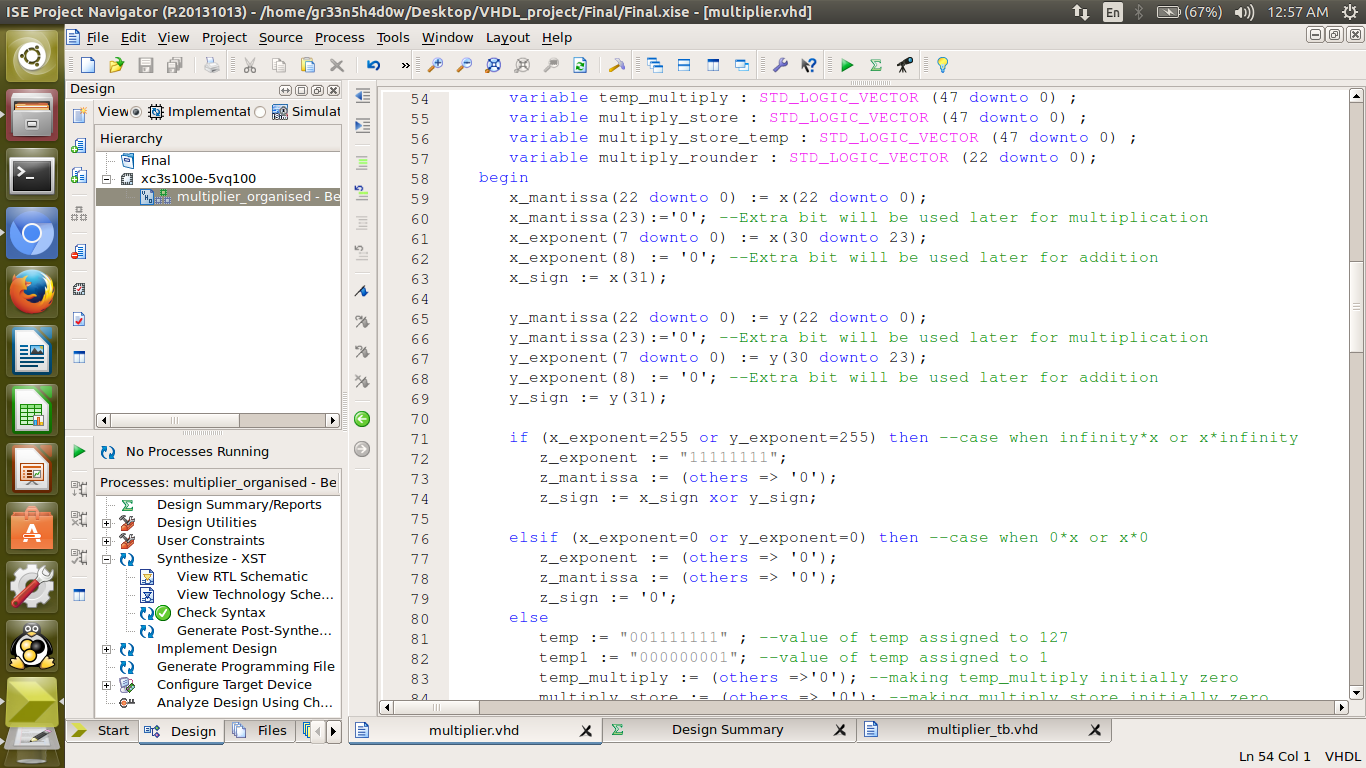 ISE Project Navigator (P.20131013) - /home/gr33n5h4d0w/Desktop/VHDL_project/Final/Final.xise - [multiplier.vhd]
En
(67%)
12:57 AM
File Edit View Project Source Process Tools Window Layout Help
»
Design
View Implementat Simulat
Hierarchy
Final
xc3s100e-5vq100
multiplier_organised - Be
No Processes Running
Processes: multiplier_organised - Be
Design Summary/Reports
Design Utilities
User Constraints
Synthesize - XST
View RTL Schematic
View Technology Sche...
Check Syntax
Generate Post-Synthe...
Implement Design
Generate Programming File
Configure Target Device
Analyze Design Using Ch...
Start Design Files
54 variable temp_multiply : STD_LOGIC_VECTOR (47 downto 0) ;
55 variable multiply_store : STD_LOGIC_VECTOR (47 downto 0) ;
56 variable multiply_store_temp : STD_LOGIC_VECTOR (47 downto 0) ;
57 variable multiply_rounder : STD_LOGIC_VECTOR (22 downto 0);
58 begin
59 x_mantissa(22 downto 0) := x(22 downto 0);
60 x_mantissa(23):='0'; --Extra bit will be used later for multiplication
61 x_exponent(7 downto 0) := x(30 downto 23);
62 x_exponent(8) := '0'; --Extra bit will be used later for addition
63 x_sign := x(31);
64
65 y_mantissa(22 downto 0) := y(22 downto 0);
66 y_mantissa(23):='0'; --Extra bit will be used later for multiplication
67 y_exponent(7 downto 0) := y(30 downto 23);
68 y_exponent(8) := '0'; --Extra bit will be used later for addition
69 y_sign := y(31);
70
71 if (x_exponent=255 or y_exponent=255) then --case when infinity*x or x*infinity
72 z_exponent := "11111111";
73 z_mantissa := (others => '0');
74 z_sign := x_sign xor y_sign;
75
76 elsif (x_exponent=0 or y_exponent=0) then --case when 0*x or x*0
77 z_exponent := (others => '0');
78 z_mantissa := (others => '0');
79 z_sign := '0';
80 else
81 temp := "001111111" ; --value of temp assigned to 127
82 temp1 := "000000001"; --value of temp assigned to 1
83 temp_multiply := (others =>'0'); --making temp_multiply initially zero
84 multiply_store := (others => '0'); --making multiply_store initially zero
multiplier.vhd Design Summary multiplier_tb.vhd
Ln 54 Col 1 VHDL